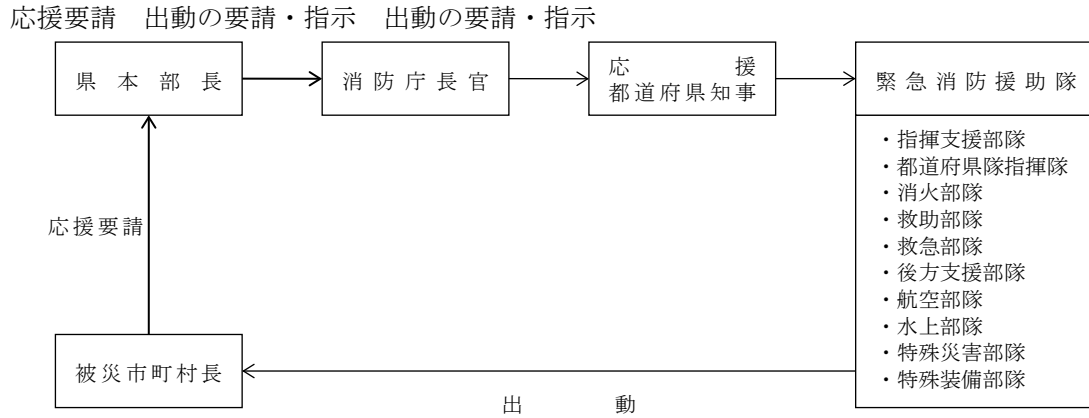 応援要請　出動の要請・指示　出動の要請・指示
県本部長
消防庁長官
応援
都道府県知事
緊急消防援助隊
・指揮支援部隊
・都道府県隊指揮隊
・消火部隊
・救助部隊
・救急部隊
・後方支援部隊
・航空部隊
・水上部隊
・特殊災害部隊
・特殊装備部隊
応援要請
被災市町村長
出動